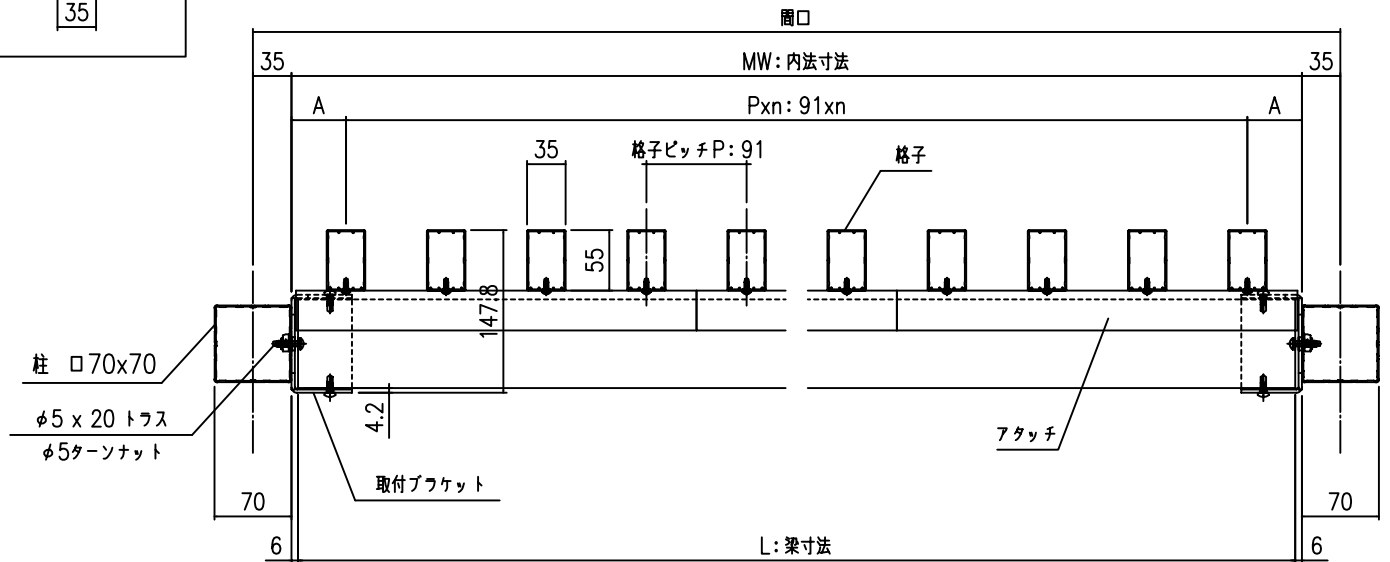 35
間口
35
MW:内法寸法
35
A
Pxn:91xn
A
35
格子ピッチP:91
格子
55
147.8
柱 口70x70
4.2
φ5 x 20 トラス
φ5ターンナット
アタッチ
取付ブラケット
70
70
6
L:梁寸法
6